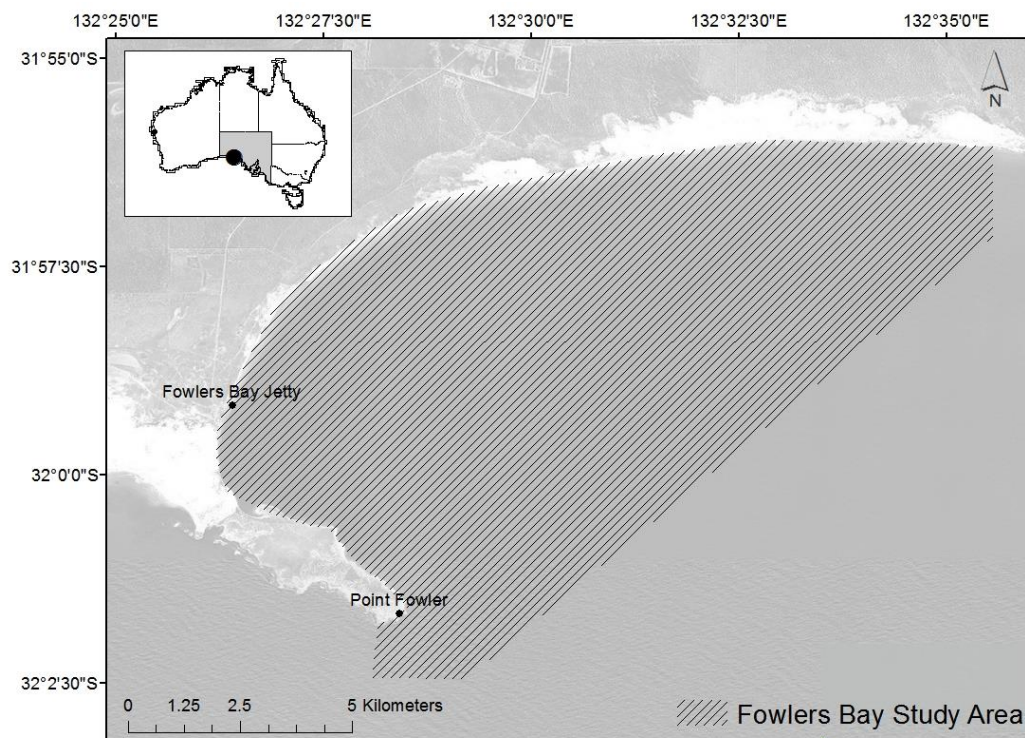 132°25'0"E 132°27'30"E 132°30'0"E 132°32'30"E 132°35'0"E
31°55'0"S
N
31°57'30"S
Fowlers Bay Jetty
32°0'0"S
Point Fowler
32°2'30"S
0 1.25 2.5 5 Kilometers
Fowlers Bay Study Area